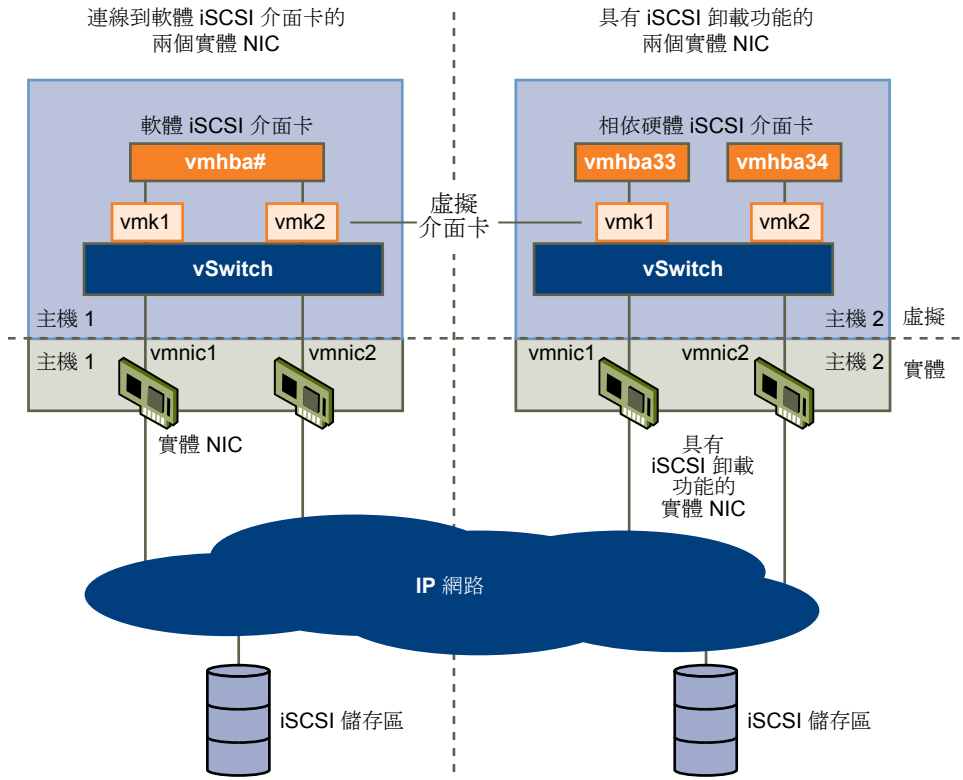 連線到軟體 iSCSI 介面卡的
兩個實體 NIC
具有 iSCSI 卸載功能的
兩個實體 NIC
軟體 iSCSI 介面卡
vmhba#
vmk1
vmk2
vSwitch
主機 1
虛擬
介面卡
相依硬體 iSCSI 介面卡
vmhba33
vmhba34
vmk1
vmk2
vSwitch
主機 2
虛擬
主機 1
vmnic1
vmnic2
實體 NIC
vmnic1
vmnic2
主機 2
實體
具有
iSCSI 卸載
功能的
實體 NIC
IP 網路
iSCSI 儲存區
iSCSI 儲存區